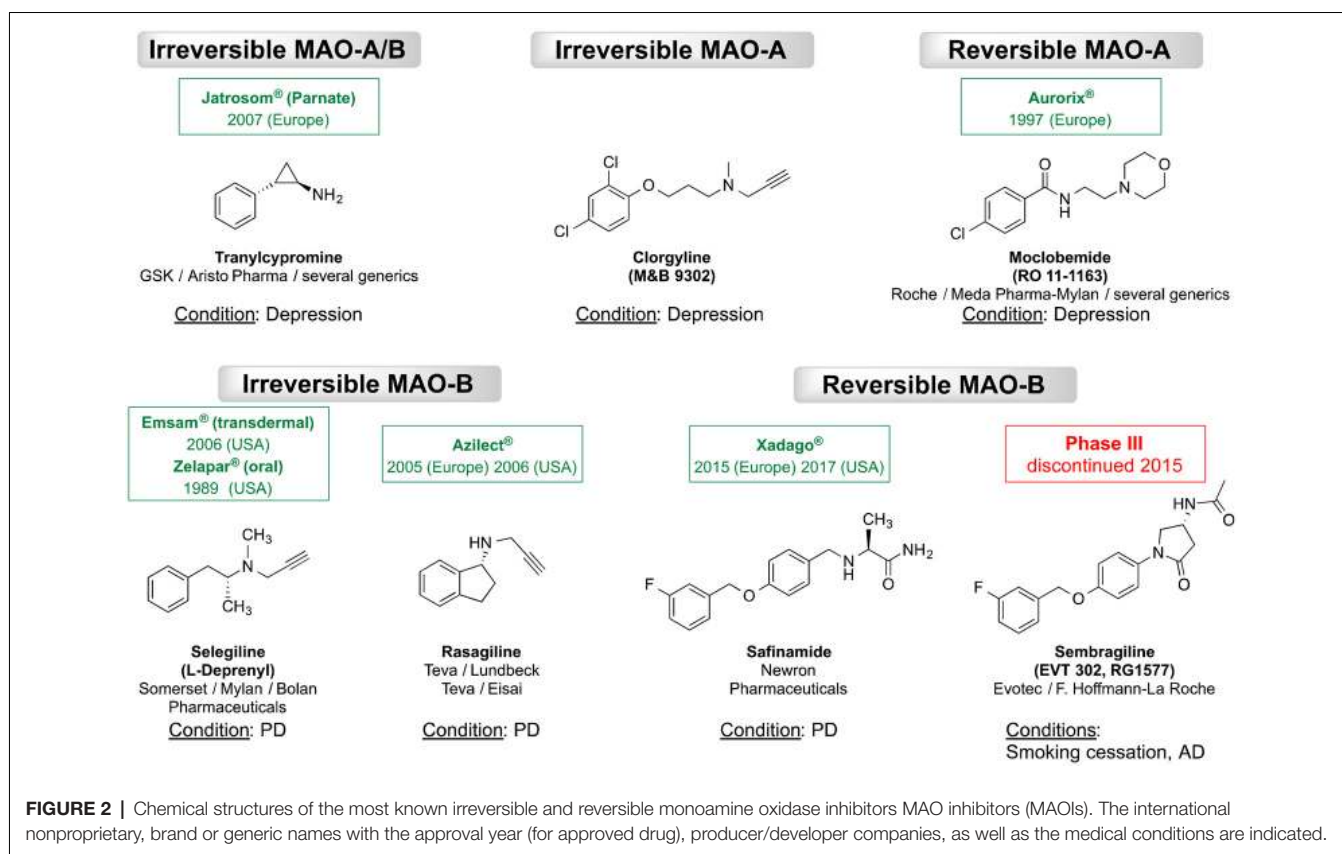 Irreversible MAO-A/B
Jatrosom® (Parnate)
2007 (Europe)
NH₂
Tranylcypromine
GSK / Aristo Pharma / several generics
Condition: Depression
Irreversible MAO-A
Cl
O
N
Cl
Clorgyline
(M&B 9302)
Condition: Depression
Reversible MAO-A
Aurorix®
1997 (Europe)
O
O
N
N
H
Cl
Moclobemide
(RO 11-1163)
Roche / Meda Pharma-Mylan / several generics
Condition: Depression
Irreversible MAO-B
Emsam® (transdermal)
2006 (USA)
Zelapar® (oral)
1989 (USA)
CH₃
N
CH₃
Selegiline
(L-Deprenyl)
Somerset / Mylan / Bolan
Pharmaceuticals
Condition: PD
Azilect®
2005 (Europe) 2006 (USA)
HN
Rasagiline
Teva / Lundbeck
Teva / Eisai
Condition: PD
Reversible MAO-B
Xadago®
2015 (Europe) 2017 (USA)
CH₃
NH₂
N
H
O
F
O
Safinamide
Newron
Pharmaceuticals
Condition: PD
Phase III
discontinued 2015
HN
O
N
O
F
O
Sembragiline
(EVT 302, RG1577)
Evotec / F. Hoffmann-La Roche
Conditions:
Smoking cessation, AD
FIGURE 2 | Chemical structures of the most known irreversible and reversible monoamine oxidase inhibitors MAO inhibitors (MAOIs). The international
nonproprietary, brand or generic names with the approval year (for approved drug), producer/developer companies, as well as the medical conditions are indicated.